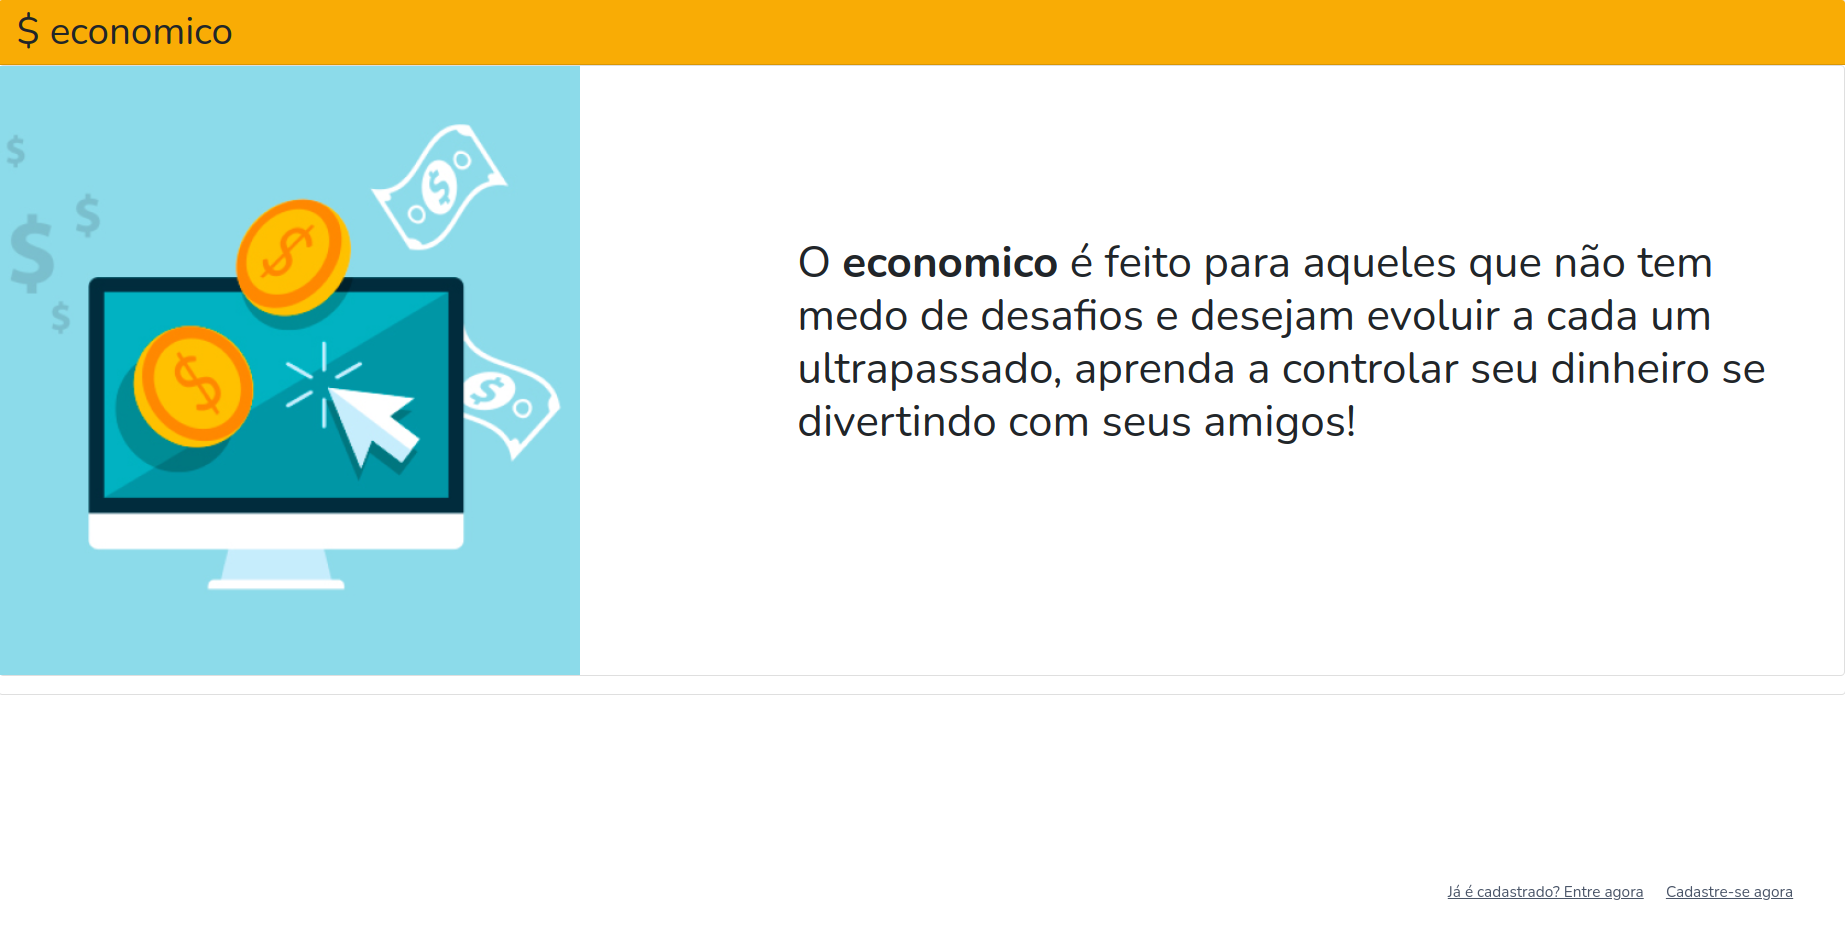 $ economico
$
$
$
$
$
$
$
$
O economico é feito para aqueles que não tem
medo de desafios e desejam evoluir a cada um
ultrapassado, aprenda a controlar seu dinheiro se
divertindo com seus amigos!
Já é cadastrado? Entre agora Cadastre-se agora